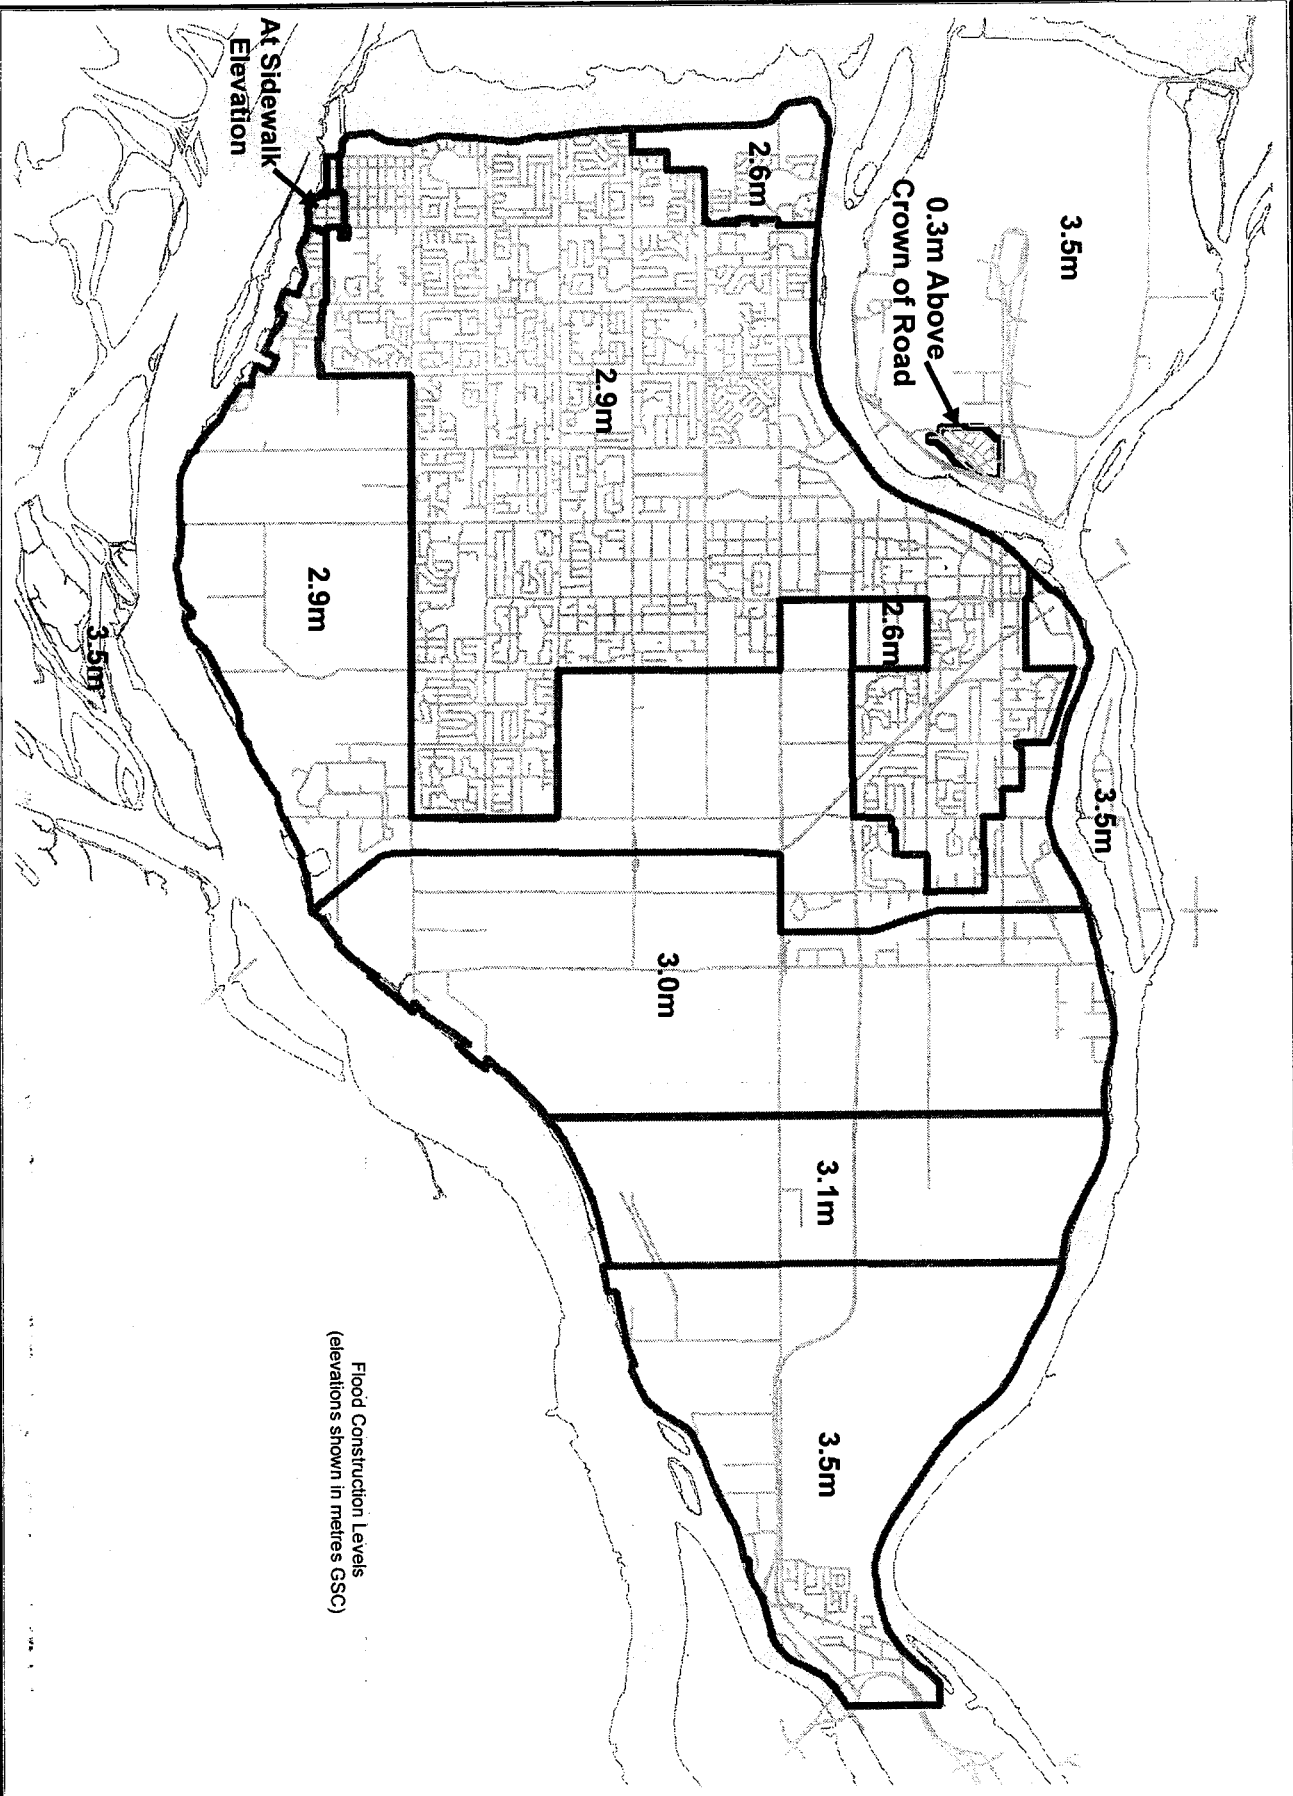 3.5m
0.3m Above
Crown of Road
2.6m
At Sidewalk
Elevation
2.9m
2.6m
2.9m
3.5m
3.5m
3.0m
3.1m
3.5m
Flood Construction Levels
(elevations shown in metres GSC)